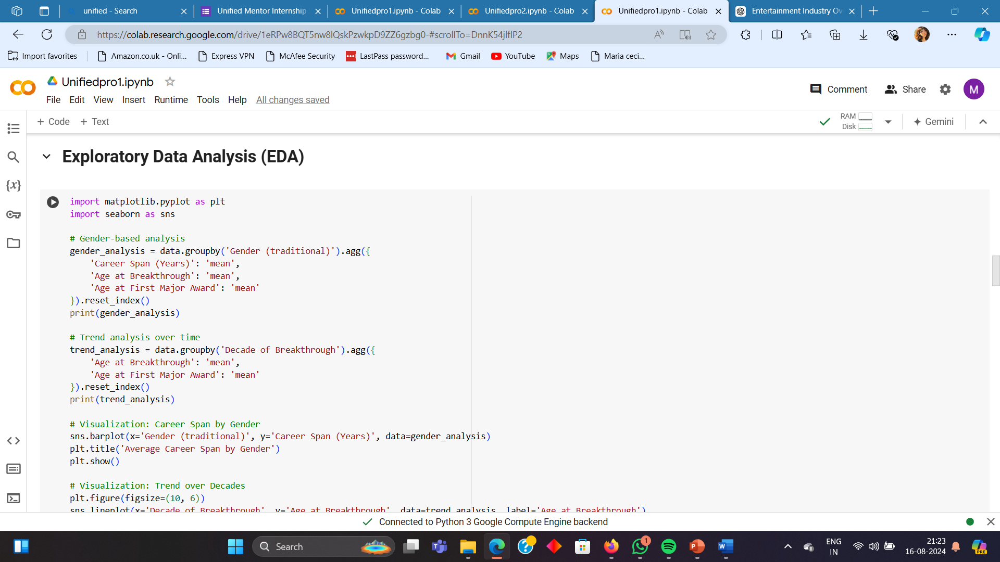 unified - Search
Unified Mentor Internship
Unifiedpro1.ipynb - Colab
Unifiedpro2.ipynb - Colab
Unifiedpro1.ipynb - Colab
Entertainment Industry Ov
https://colab.research.google.com/drive/1eRPw8BQT5nw8lQskPzwkpD9ZZ6gzbg0-#scrollTo=DnnK54jlflP2
Import favorites
Amazon.co.uk - Onli...
Express VPN
McAfee Security
LastPass password...
Gmail
YouTube
Maps
Maria ceci...
Unifiedpro1.ipynb
File Edit View Insert Runtime Tools Help All changes saved
Comment
Share
M
+ Code + Text
RAM
Disk
Gemini
Exploratory Data Analysis (EDA)
import matplotlib.pyplot as plt
import seaborn as sns
# Gender-based analysis
gender_analysis = data.groupby('Gender (traditional)').agg({
'Career Span (Years)': 'mean',
'Age at Breakthrough': 'mean',
'Age at First Major Award': 'mean'
}).reset_index()
print(gender_analysis)
# Trend analysis over time
trend_analysis = data.groupby('Decade of Breakthrough').agg({
'Age at Breakthrough': 'mean',
'Age at First Major Award': 'mean'
}).reset_index()
print(trend_analysis)
# Visualization: Career Span by Gender
sns.barplot(x='Gender (traditional)', y='Career Span (Years)', data=gender_analysis)
plt.title('Average Career Span by Gender')
plt.show()
# Visualization: Trend over Decades
plt.figure(figsize=(10, 6))
sns.lineplot(x='Decade of Breakthrough', y='Age at Breakthrough', data=trend_analysis, label='Age at Breakthrough')
Connected to Python 3 Google Compute Engine backend
Search
1
ENG
IN
21:23
16-08-2024
PRE